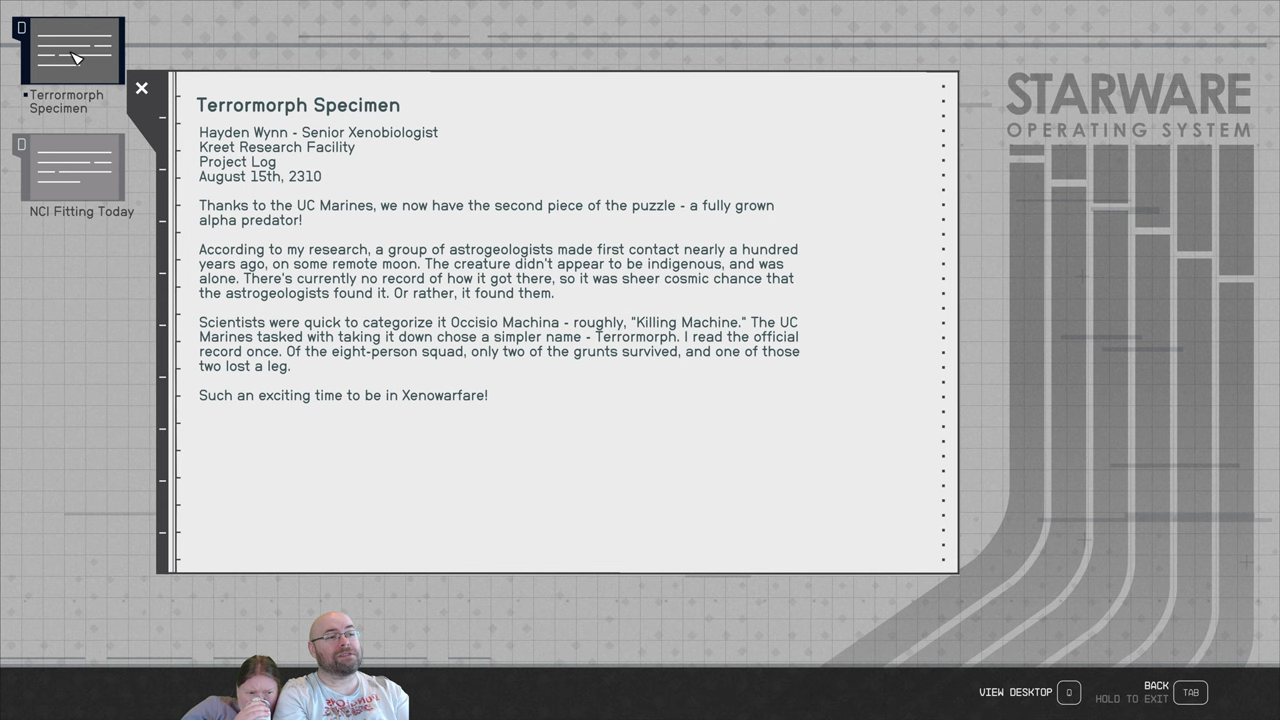 D
Terrormorph
Specimen
D
NCI Fitting Today
Terrormorph Specimen
Hayden Wynn - Senior Xenobiologist
Kreet Research Facility
Project Log
August 15th, 2310
Thanks to the UC Marines, we now have the second piece of the puzzle - a fully grown
alpha predator!
According to my research, a group of astrogeologists made first contact nearly a hundred
years ago, on some remote moon. The creature didn't appear to be indigenous, and was
alone. There's currently no record of how it got there, so it was sheer cosmic chance that
the astrogeologists found it. Or rather, it found them.
Scientists were quick to categorize it Occisio Machina - roughly, "Killing Machine." The UC
Marines tasked with taking it down chose a simpler name - Terrormorph. I read the official
record once. Of the eight-person squad, only two of the grunts survived, and one of those
two lost a leg.
Such an exciting time to be in Xenowarfare!
STARWARE
OPERATING SYSTEM
VIEW DESKTOP Q
BACK
HOLD TO EXIT TAB